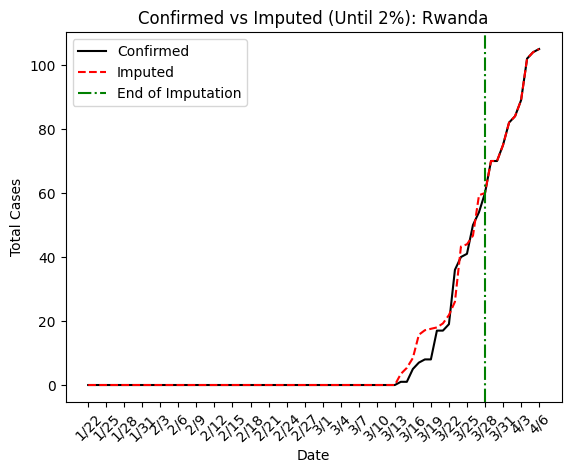 Confirmed vs Imputed (Until 2%): Rwanda
Confirmed
Imputed
End of Imputation
Total Cases
100
80
60
40
20
0
1/22 1/25 1/28 1/31 2/3 2/6 2/9 2/12 2/15 2/18 2/21 2/24 2/27 3/1 3/4 3/7 3/10 3/13 3/16 3/19 3/22 3/25 3/28 3/31 4/3 4/6
Date